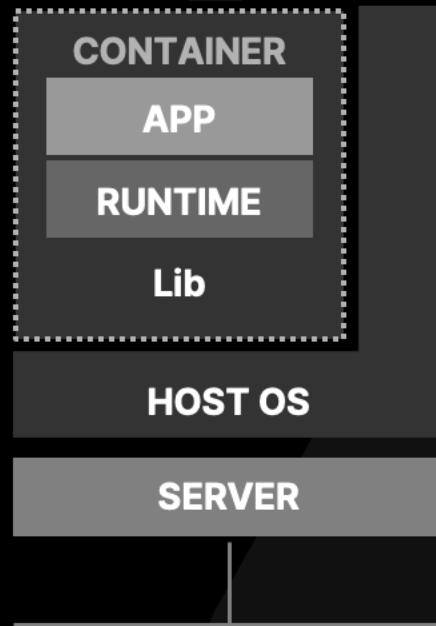 CONTAINER
APP
RUNTIME
Lib
HOST OS
SERVER